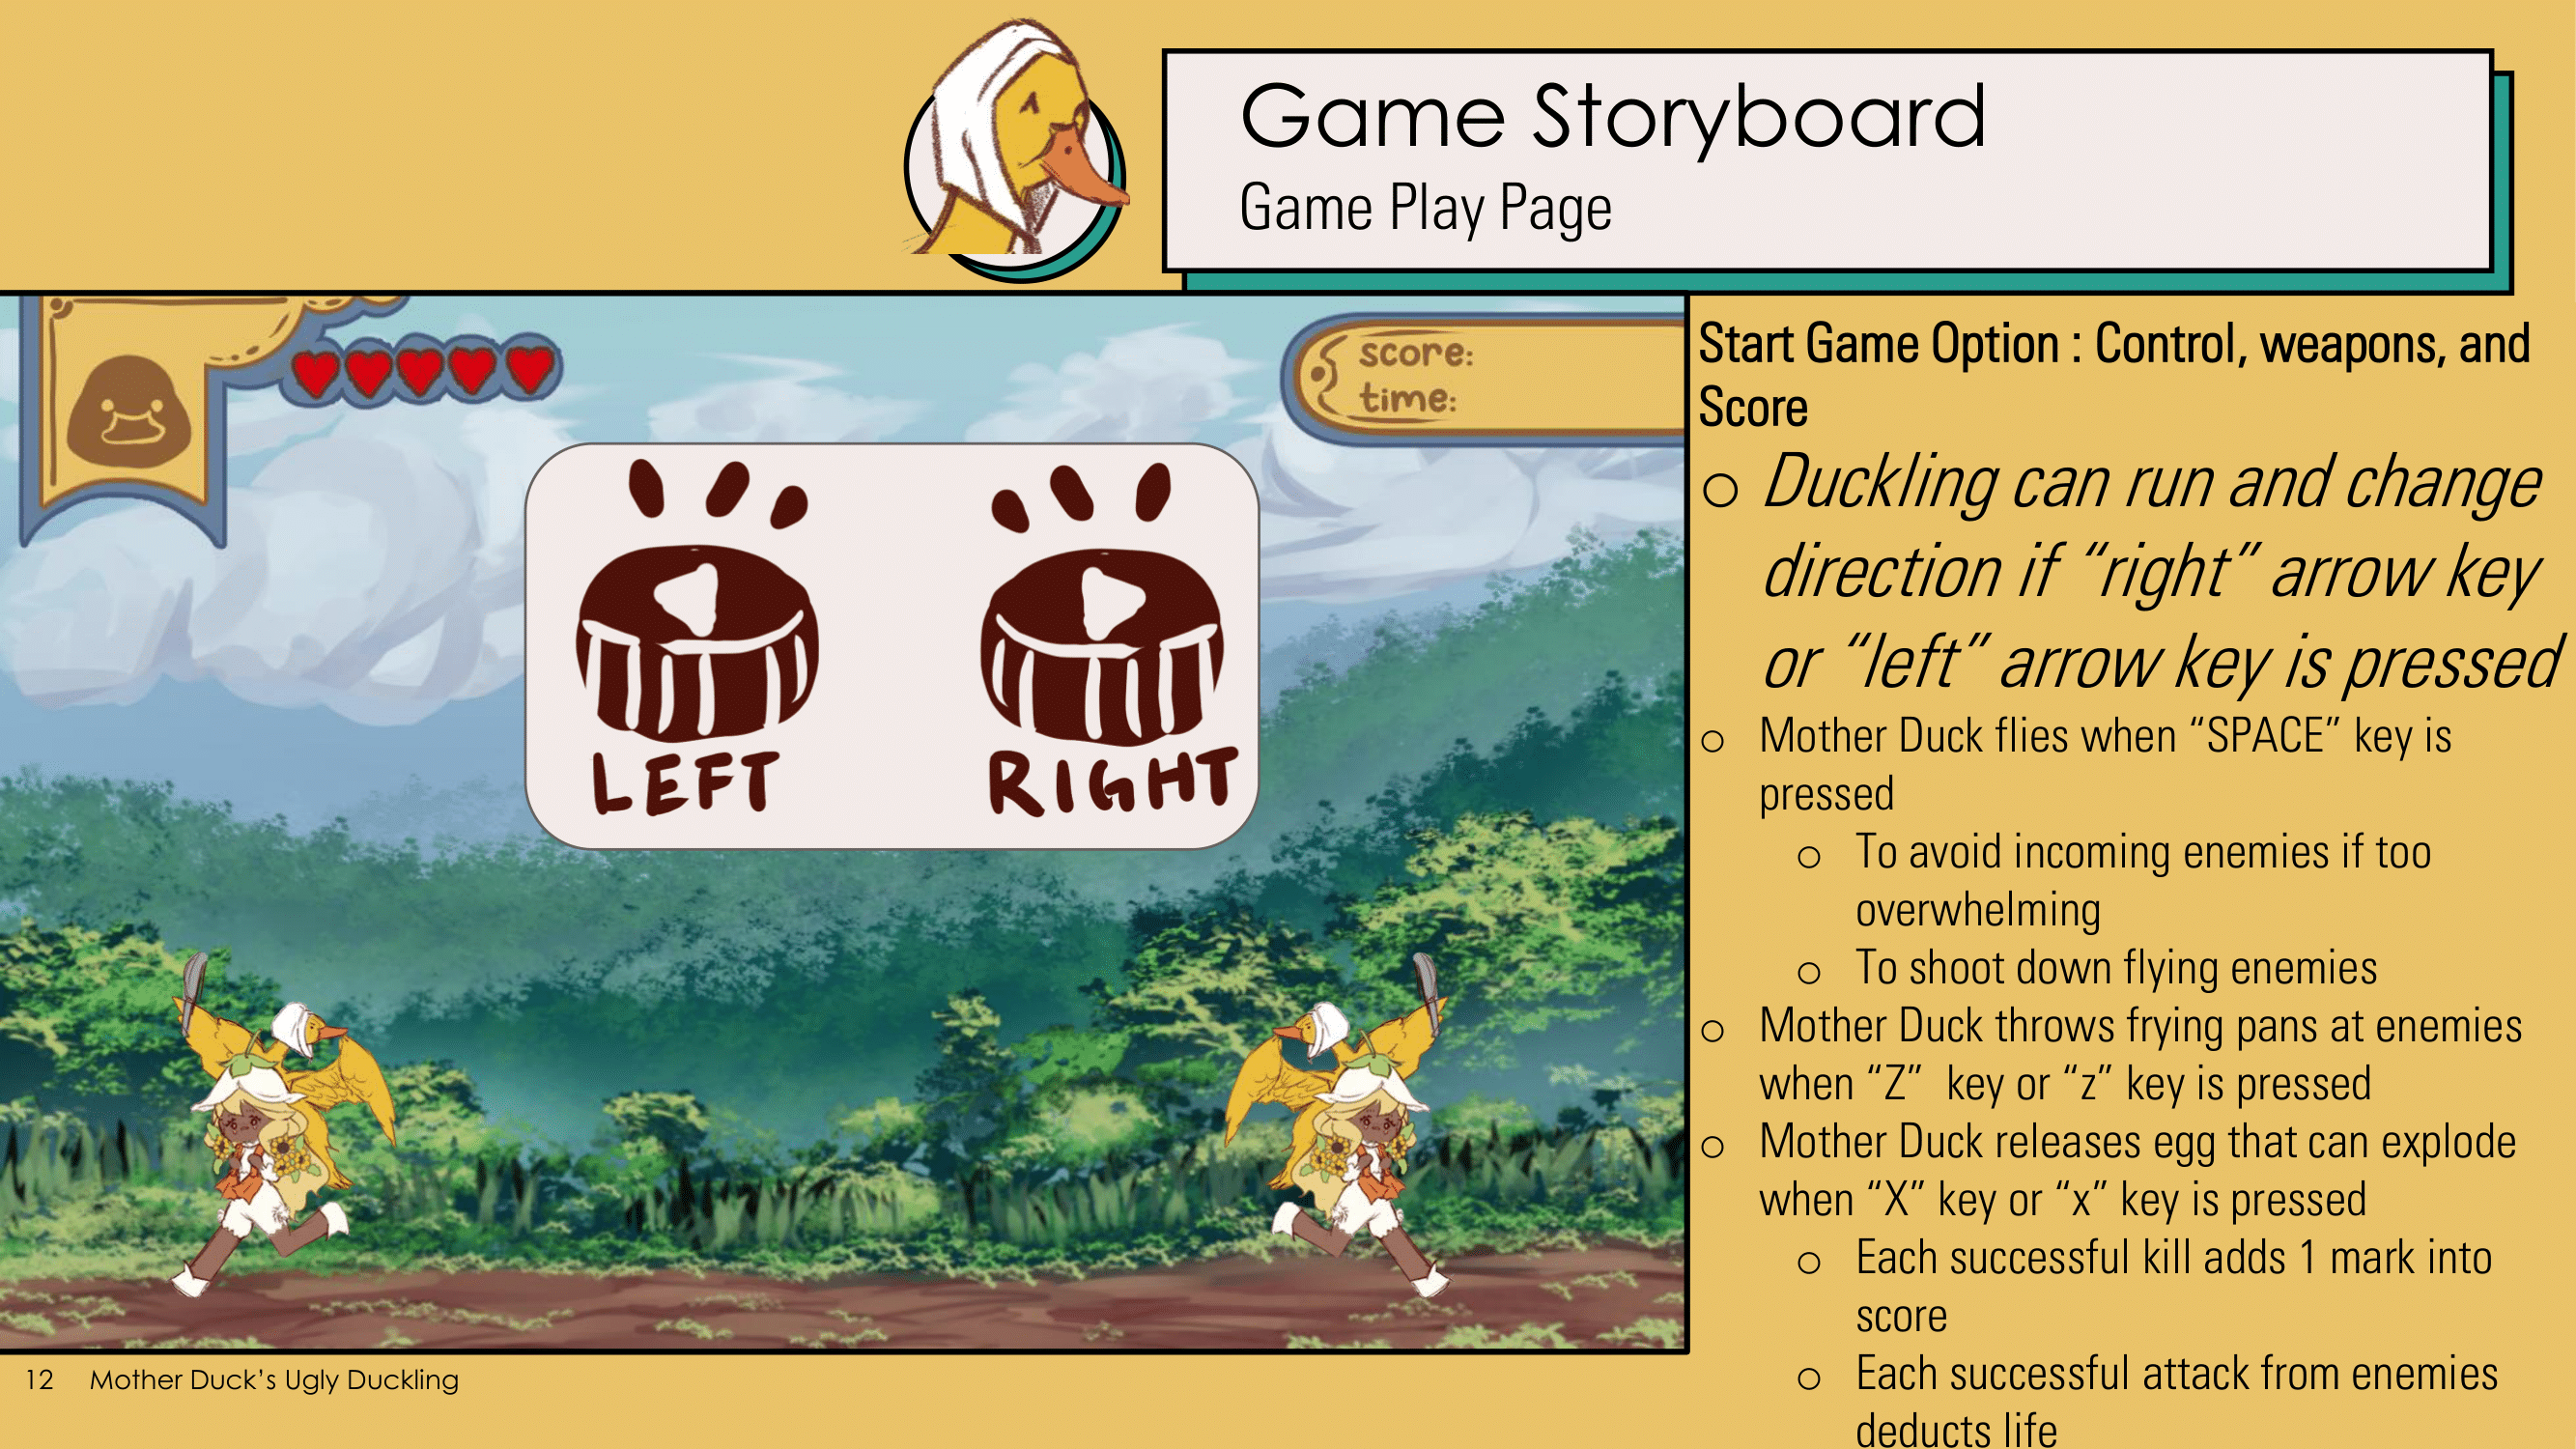 Game Storyboard
Game Play Page
score:
time:
LEFT
RIGHT
Start Game Option : Control, weapons, and
Score
o Duckling can run and change
direction if “right” arrow key
or “left” arrow key is pressed
o Mother Duck flies when “SPACE” key is
pressed
o To avoid incoming enemies if too
overwhelming
o To shoot down flying enemies
o Mother Duck throws frying pans at enemies
when “Z” key or “z” key is pressed
o Mother Duck releases egg that can explode
when “X” key or “x” key is pressed
o Each successful kill adds 1 mark into
score
o Each successful attack from enemies
deducts life
12 Mother Duck’s Ugly Duckling